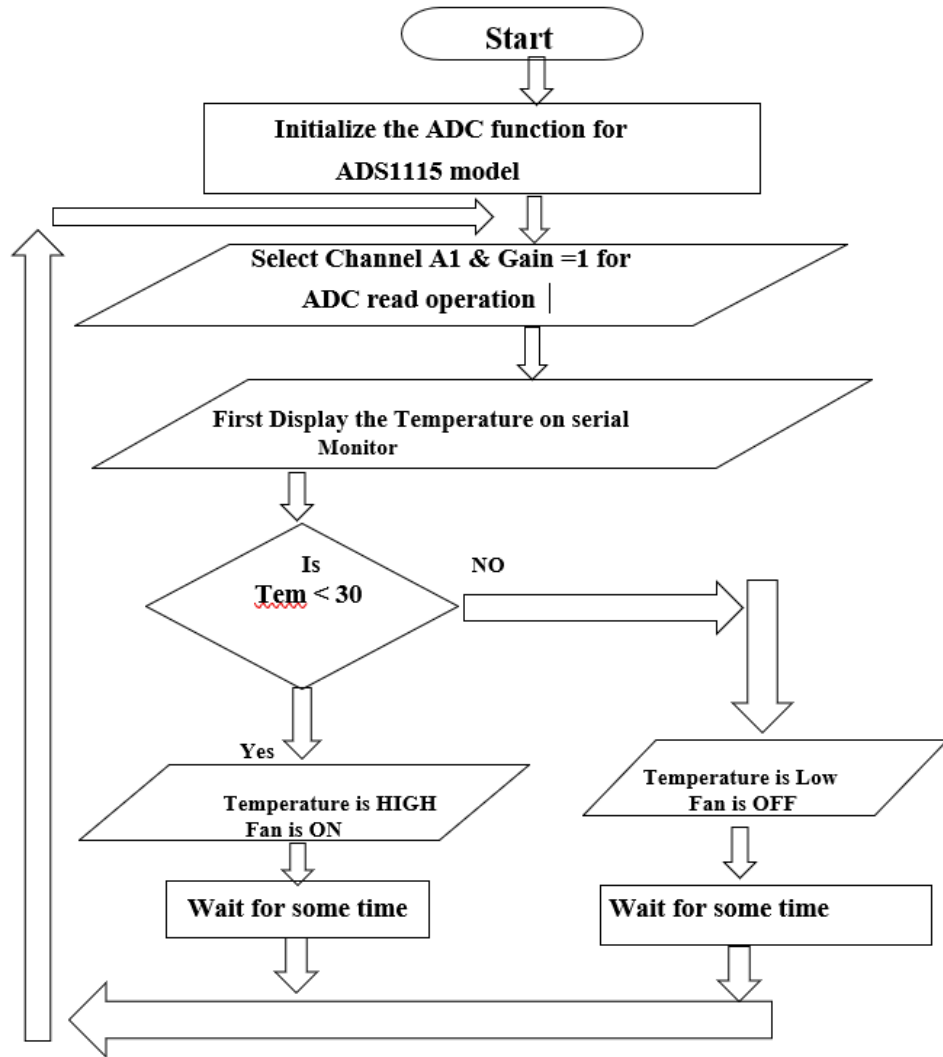 Start
Initialize the ADC function for
ADS1115 model
Select Channel A1 & Gain =1 for
ADC read operation
First Display the Temperature on serial
Monitor
Is
Tem < 30
NO
Yes
Temperature is HIGH
Fan is ON
Temperature is Low
Fan is OFF
Wait for some time
Wait for some time